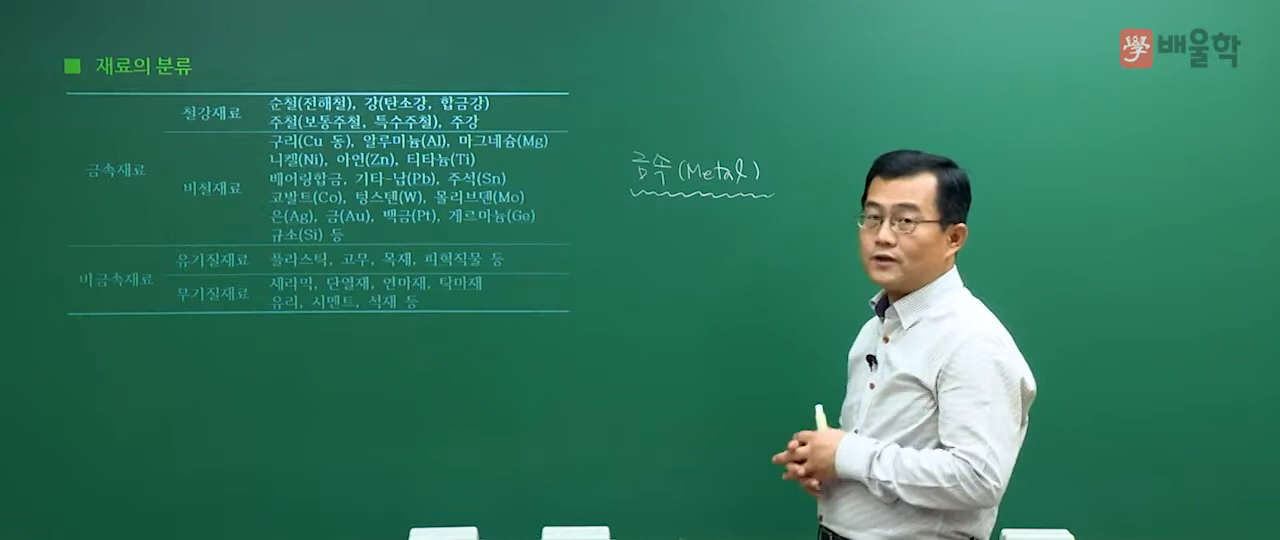 學 배울학
■ 재료의 분류
금속재료
철강재료
순철(전해철), 강(탄소강, 합금강)
주철(보통주철, 특수주철), 주강
비철재료
구리(Cu 동), 알루미늄(Al), 마그네슘(Mg)
니켈(Ni), 아연(Zn), 티타늄(Ti)
베어링합금, 기타-납(Pb), 주석(Sn)
코발트(Co), 텅스텐(W), 몰리브덴(Mo)
은(Ag), 금(Au), 백금(Pt), 게르마늄(Ge)
규소(Si) 등
비금속재료
유기질재료
플라스틱, 고무, 목재, 피혁직물 등
무기질재료
세라믹, 단열재, 연마재, 탁마재
유리, 시멘트, 석재 등
금속 (Metal)